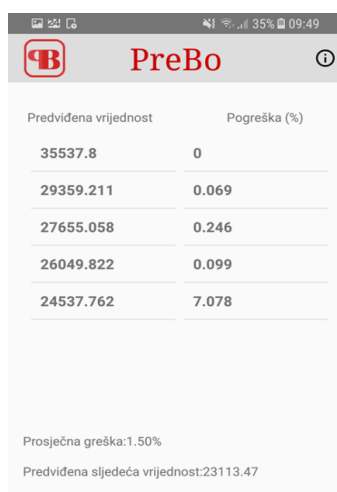 35% 09:49
PB PreBo
Predviđena vrijednost Pogreška (%)
35537.8 0
29359.211 0.069
27655.058 0.246
26049.822 0.099
24537.762 7.078
Prosječna greška:1.50%
Predviđena sljedeća vrijednost:23113.47